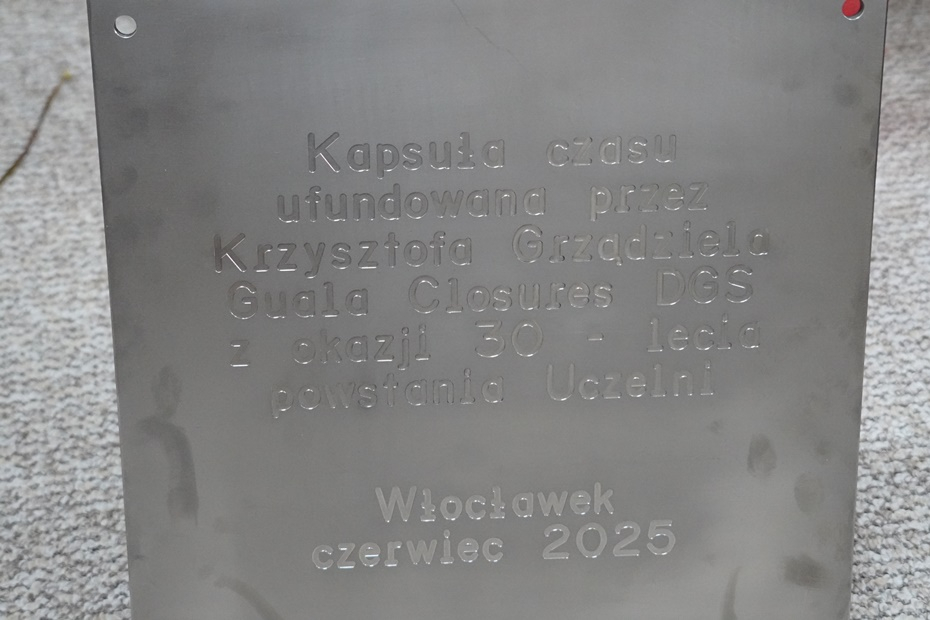 Kapsuła czasu
ufundowana przez
Krzysztofa Grządziela
Guala Closures DGS
z okazji 30 - lecia
powstania Uczelni
Włocławek
czerwiec 2025